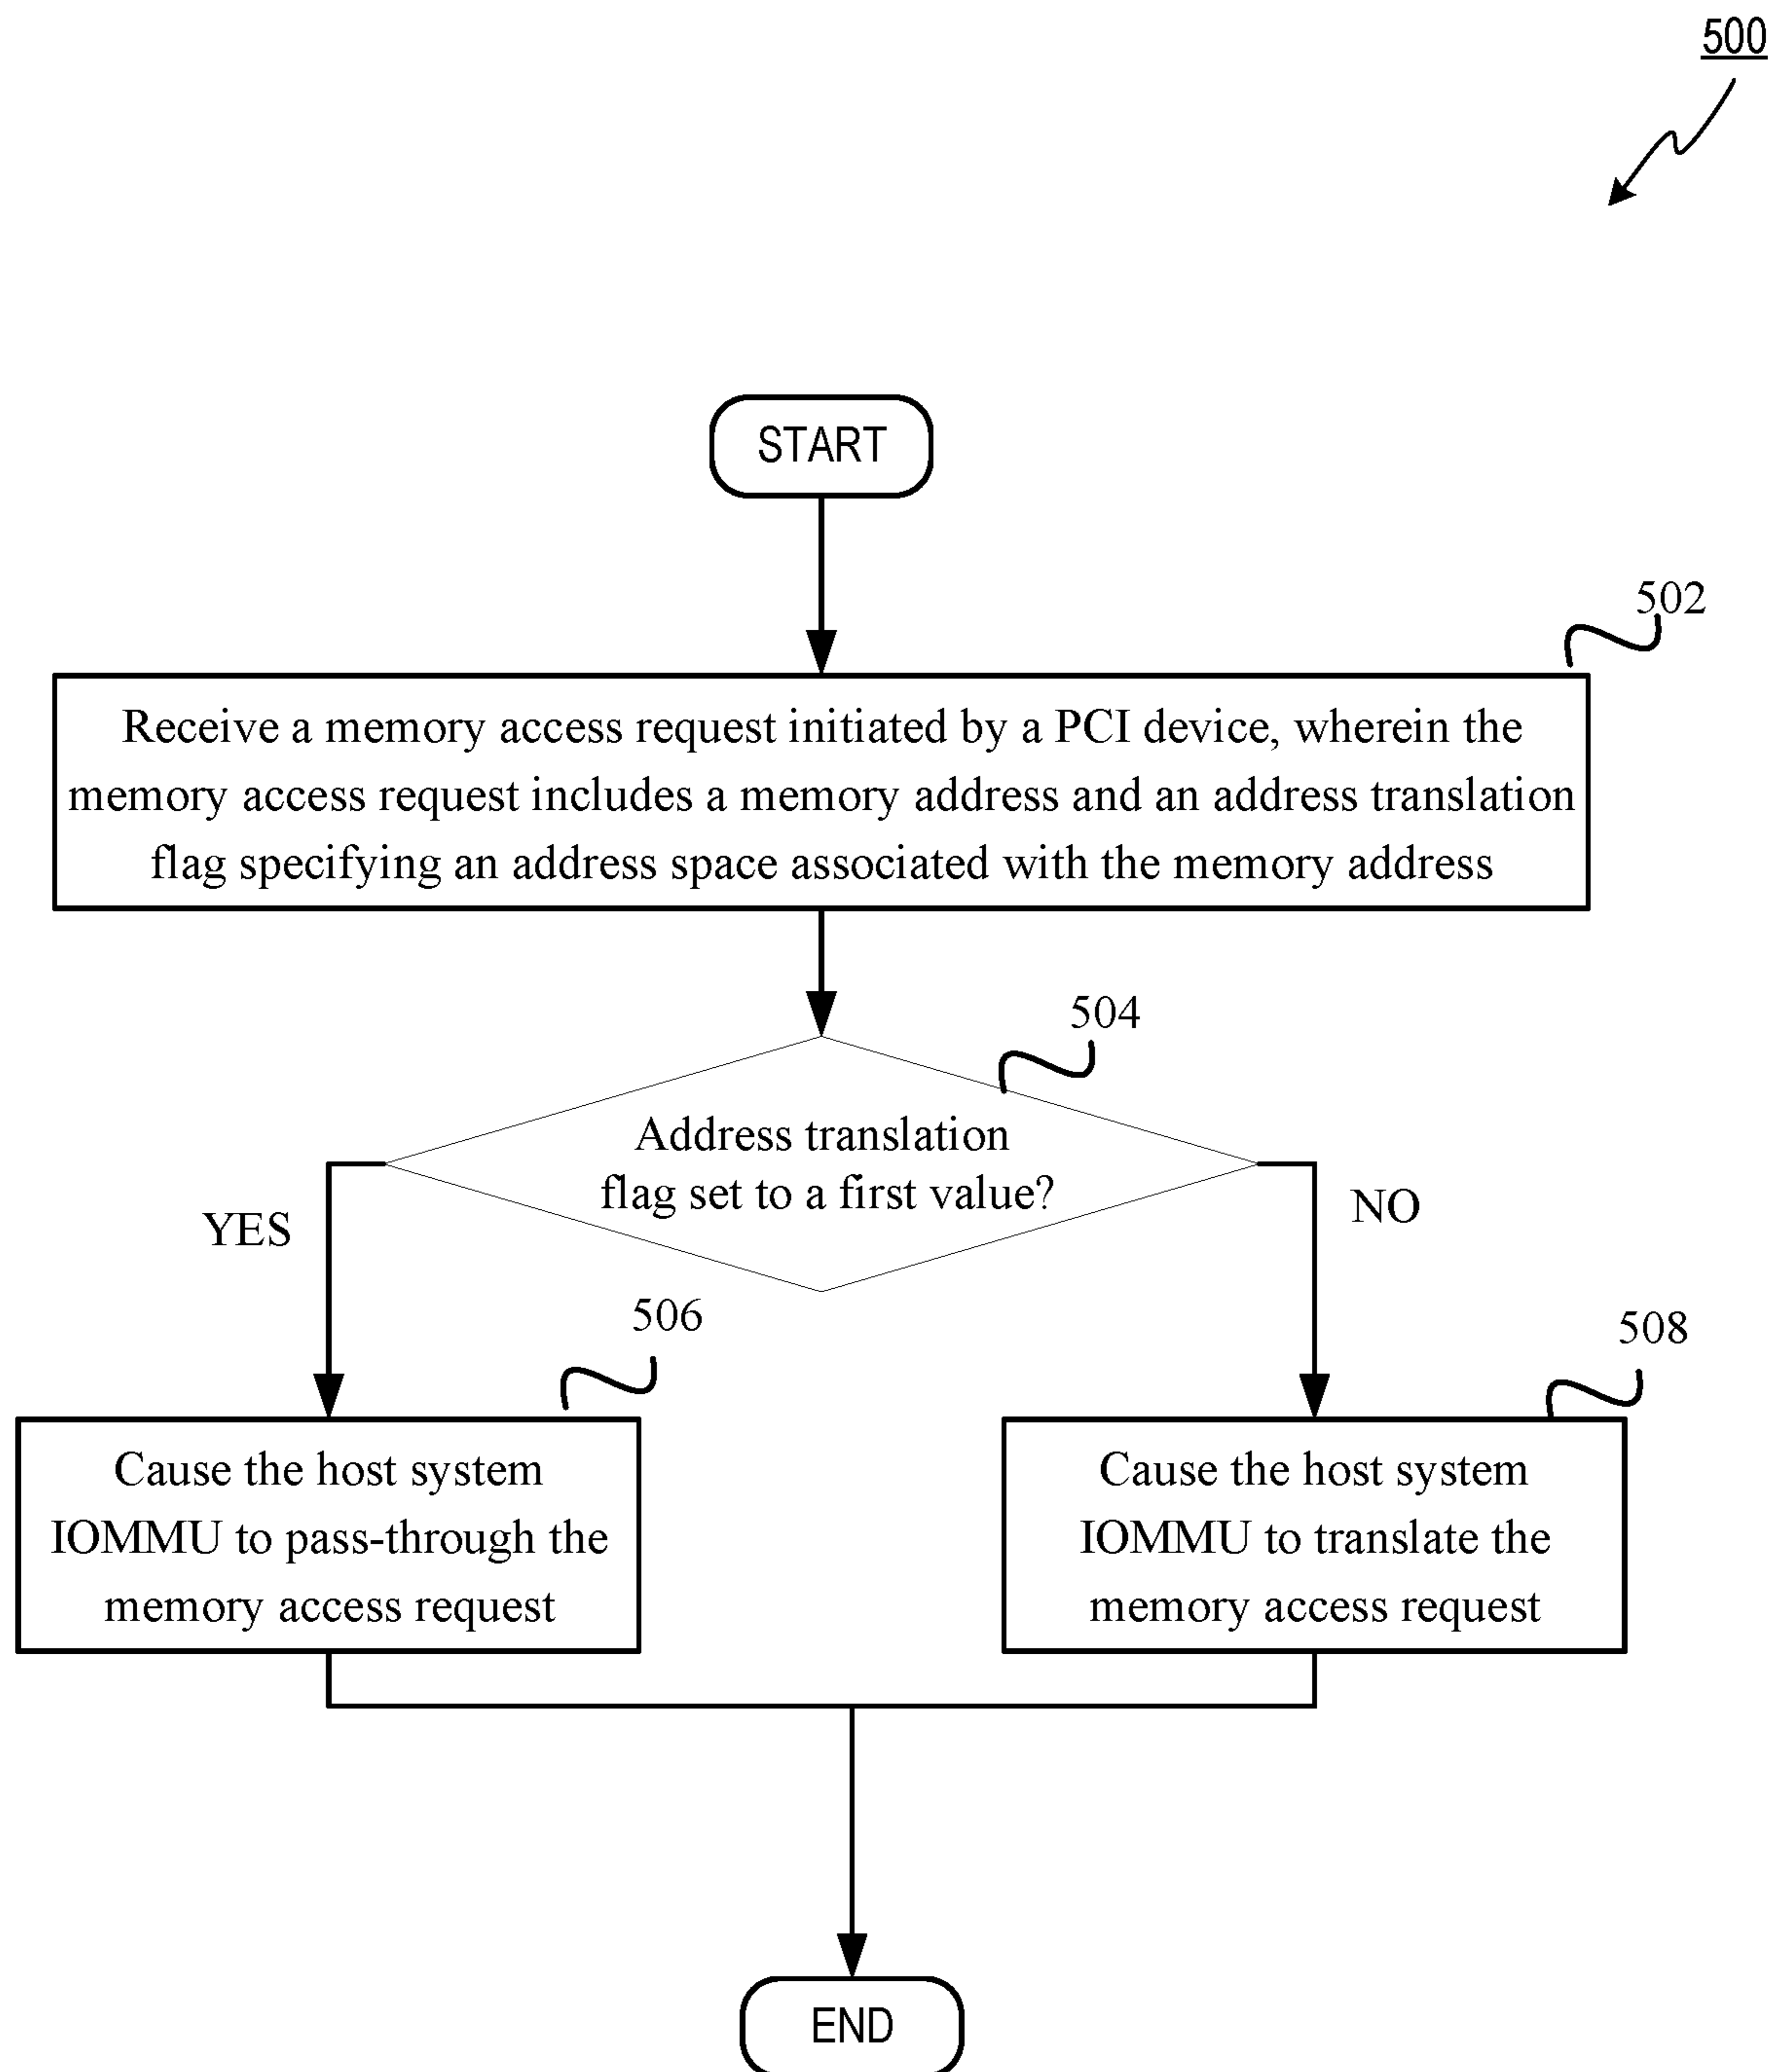 500
START
502
Receive a memory access request initiated by a PCI device, wherein the
memory access request includes a memory address and an address translation
flag specifying an address space associated with the memory address
504
Address translation
flag set to a first value?
YES
NO
506
508
Cause the host system
IOMMU to pass-through the
memory access request
Cause the host system
IOMMU to translate the
memory access request
END